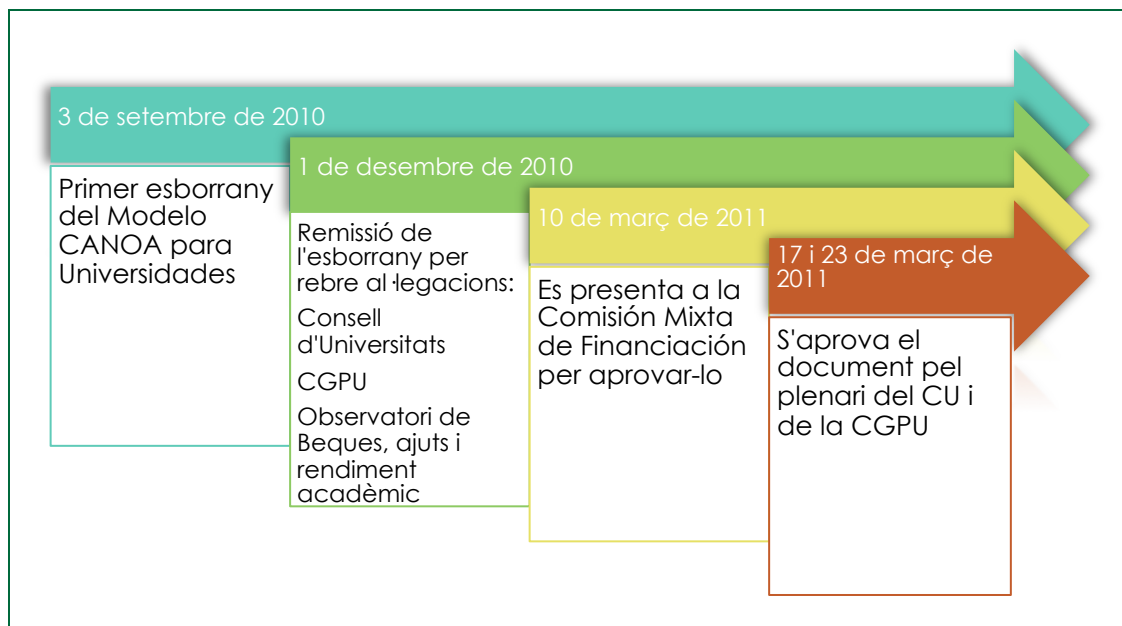 3 de setembre de 2010
Primer esborrany
del Modelo
CANOA para
Universidades
1 de desembre de 2010
Remissió de
l'esborrany per
rebre al·legacions:
Consell
d'Universitats
CGPU
Observatori de
Beques, ajuts i
rendiment
acadèmic
10 de març de 2011
Es presenta a la
Comisión Mixta
de Financiación
per aprovar-lo
17 i 23 de març de
2011
S'aprova el
document pel
plenari del CU i
de la CGPU